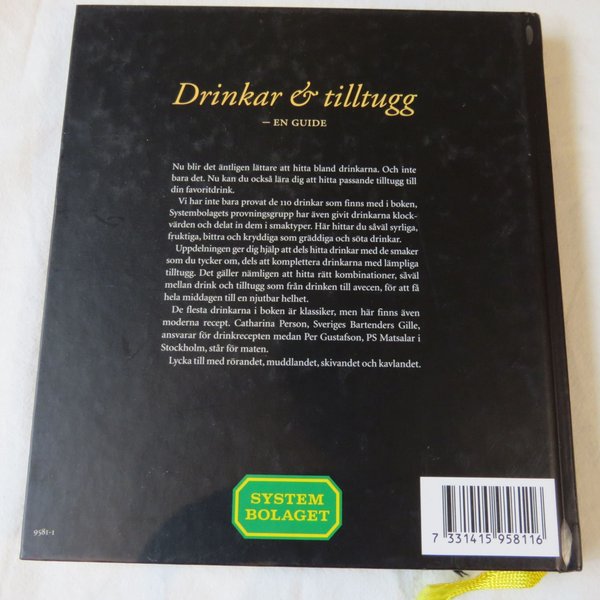 Drinkar & tilltugg
– EN GUIDE
Nu blir det äntligen lättare att hitta bland drinkarna. Och inte
bara det. Nu kan du också lära dig att hitta passande tilltugg till
din favoritdrink.
Vi har inte bara provat de 110 drinkar som finns med i boken,
Systembolagets provningsgrupp har även givit drinkarna klock-
värden och delat in dem i smaktyper. Här hittar du såväl syrliga,
fruktiga, bittra och kryddiga som gräddiga och söta drinkar.
Uppdelningen ger dig hjälp att dels hitta drinkar med de smaker
som du tycker om, dels att komplettera drinkarna med lämpliga
tilltugg. Det gäller nämligen att hitta rätt kombinationer, såväl
mellan drink och tilltugg som från drinken till avecen, för att få
hela middagen till en njutbar helhet.
De flesta drinkarna i boken är klassiker, men här finns även
moderna recept. Catharina Person, Sveriges Bartenders Gille,
ansvarar för drinkrecepten medan Per Gustafson, PS Matsalar i
Stockholm, står för maten.
Lycka till med rörandet, muddlandet, skivandet och kavlandet.
SYSTEM
BOLAGET
9581-1
7 331415 958116